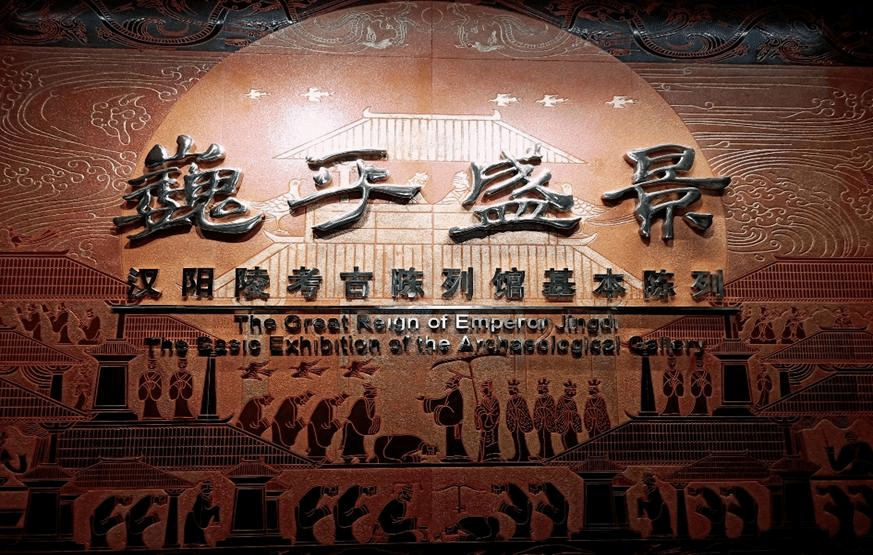 巍乎盛景
汉阳陵考古陈列馆基本陈列
The Great Reign of Emperor Jingdi
The Basic Exhibition of the Archaeological Gallery